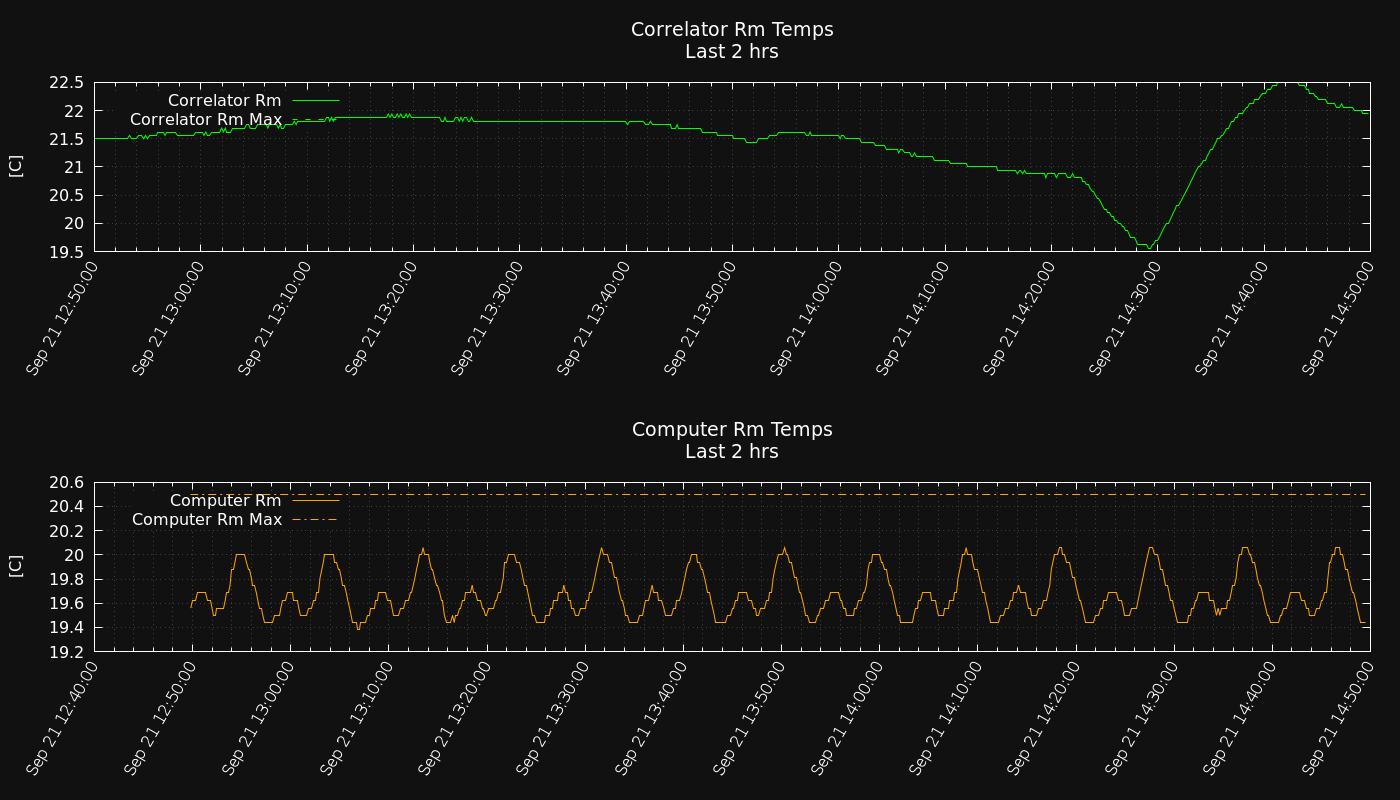 Correlator Rm Temps
Last 2 hrs
22.5
22
21.5
21
20.5
20
19.5
[C]
Correlator Rm
Correlator Rm Max
Sep 21 12:50:00
Sep 21 13:00:00
Sep 21 13:10:00
Sep 21 13:20:00
Sep 21 13:30:00
Sep 21 13:40:00
Sep 21 13:50:00
Sep 21 14:00:00
Sep 21 14:10:00
Sep 21 14:20:00
Sep 21 14:30:00
Sep 21 14:40:00
Sep 21 14:50:00
Computer Rm Temps
Last 2 hrs
20.6
20.4
20.2
20
19.8
19.6
19.4
19.2
[C]
Computer Rm
Computer Rm Max
Sep 21 12:40:00
Sep 21 12:50:00
Sep 21 13:00:00
Sep 21 13:10:00
Sep 21 13:20:00
Sep 21 13:30:00
Sep 21 13:40:00
Sep 21 13:50:00
Sep 21 14:00:00
Sep 21 14:10:00
Sep 21 14:20:00
Sep 21 14:30:00
Sep 21 14:40:00
Sep 21 14:50:00